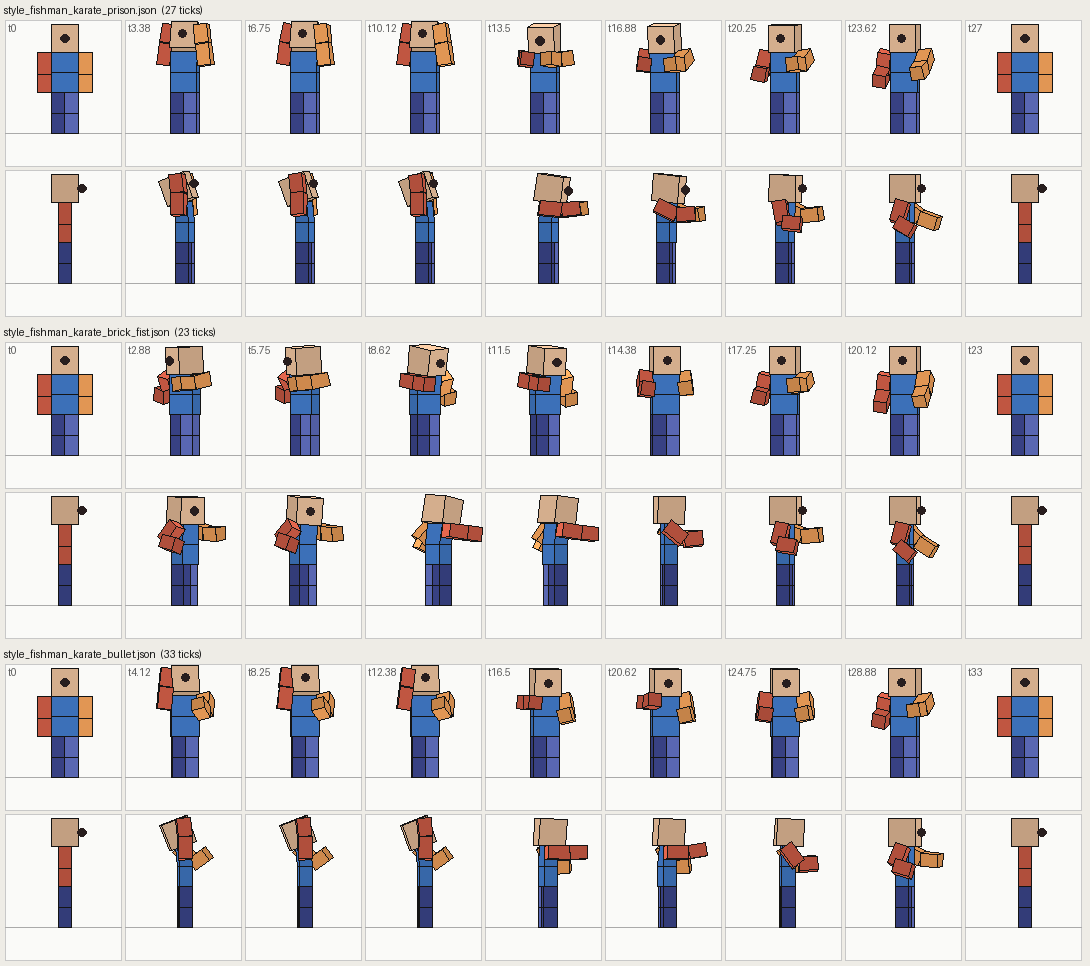 style_fishman_karate_prison.json (27 ticks)
t0 t3.38 t6.75 t10.12 t13.5 t16.88 t20.25 t23.62 t27
style_fishman_karate_brick_fist.json (23 ticks)
t0 t2.88 t5.75 t8.62 t11.5 t14.38 t17.25 t20.12 t23
style_fishman_karate_bullet.json (33 ticks)
t0 t4.12 t8.25 t12.38 t16.5 t20.62 t24.75 t28.88 t33